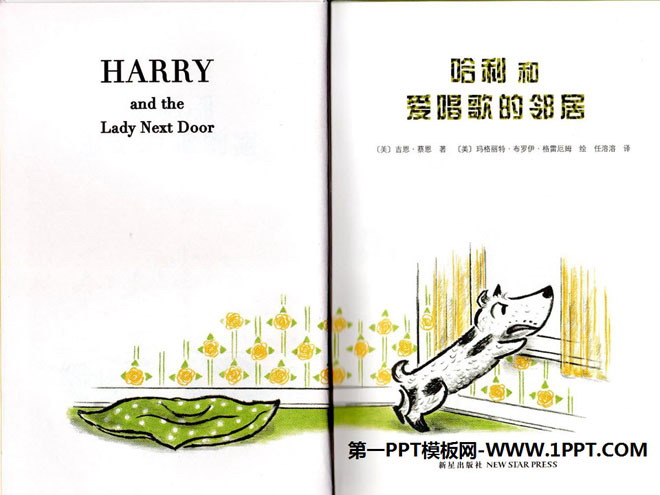 HARRY
and the
Lady Next Door
哈利 和
爱唱歌的邻居
〔美〕吉恩·蔡恩 著 〔美〕玛格丽特·布罗伊·格雷厄姆 绘 任溶溶 译
第一PPT模板网-WWW.1PPT.COM
新星出版社 NEW STAR PRESS